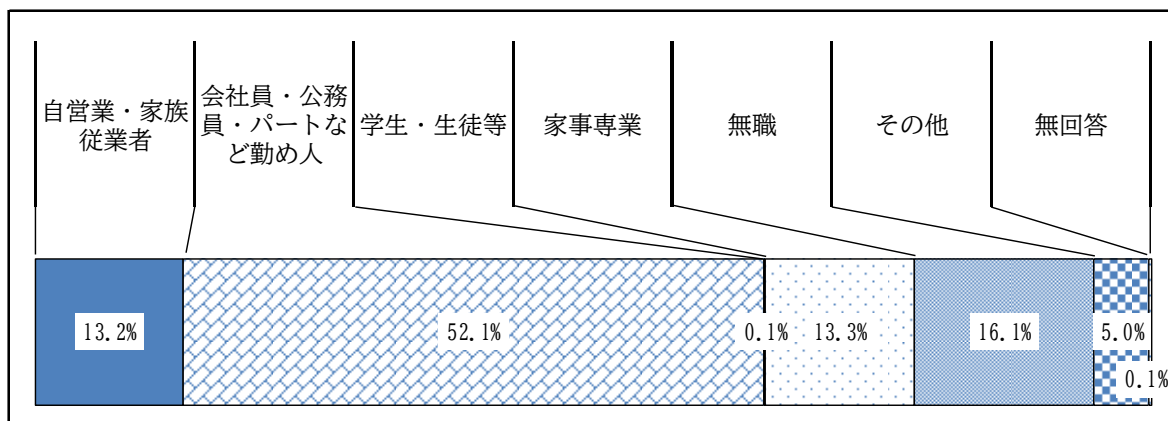 自営業・家族
従業者
会社員・公務
員・パートな
ど勤め人
学生・生徒等
家事専業
無職
その他
無回答
13.2%
52.1%
0.1%
13.3%
16.1%
5.0%
0.1%